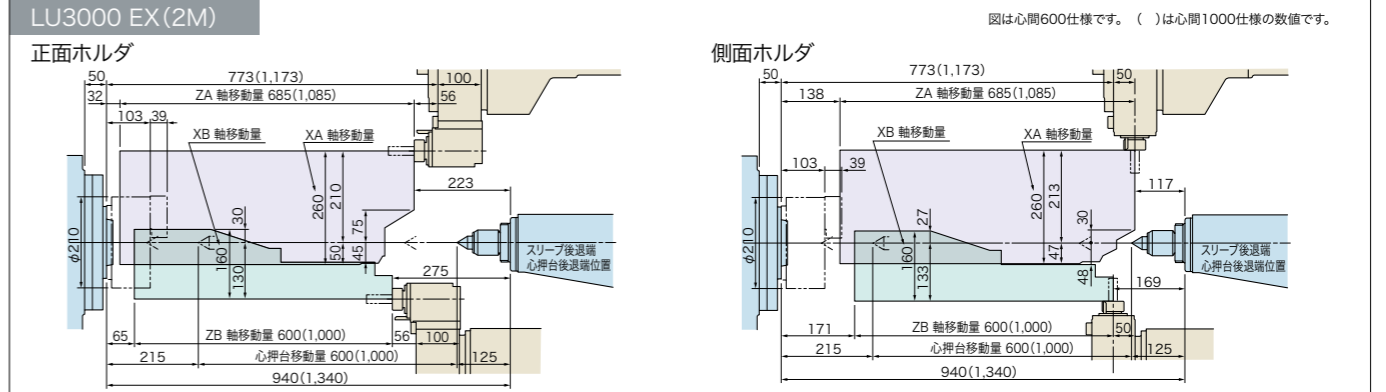 LU3000 EX(2M)
図は心間600仕様です。 (　)は心間1000仕様の数値です。
正面ホルダ
50
773(1,173)
100
32
ZA 軸移動量 685(1,085)
56
103
39
XB 軸移動量
XA 軸移動量
223
φ210
260
210
75
30
160
130
50
45
スリーブ後退端
心押台後退端位置
275
65
ZB 軸移動量 600(1,000)
56
100
215
心押台移動量 600(1,000)
125
940(1,340)
側面ホルダ
50
773(1,173)
50
138
ZA 軸移動量 685(1,085)
103
39
XB 軸移動量
XA 軸移動量
117
φ210
260
213
30
27
160
133
47
48
スリーブ後退端
心押台後退端位置
169
171
ZB 軸移動量 600(1,000)
50
215
心押台移動量 600(1,000)
125
940(1,340)